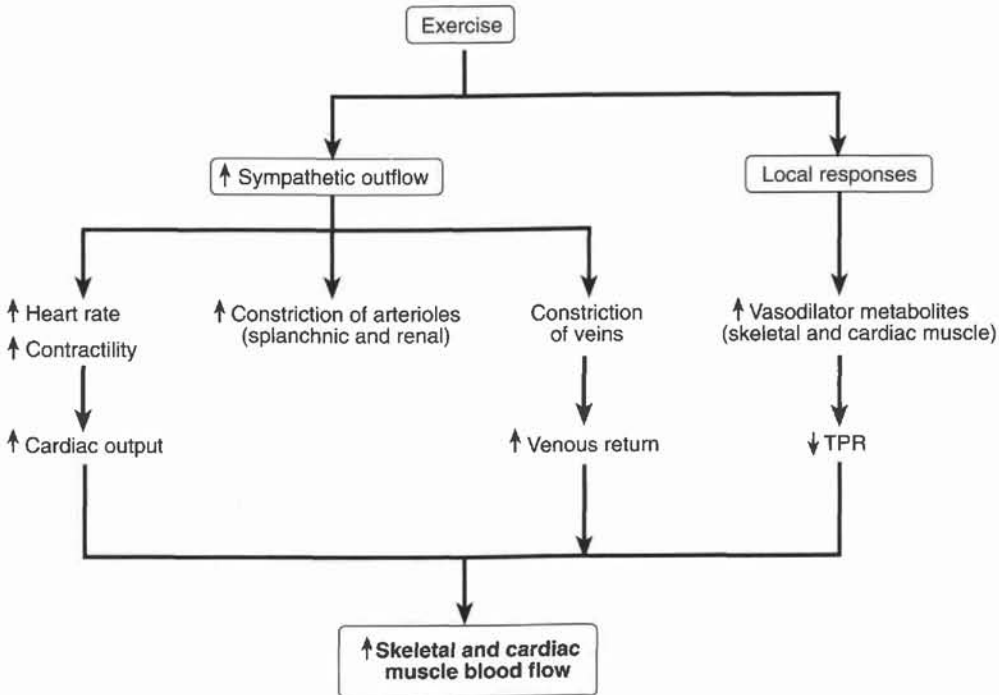 Exercise
↑ Sympathetic outflow
Local responses
↑ Heart rate
↑ Contractility
↑ Constriction of arterioles
(splanchnic and renal)
Constriction
of veins
↑ Vasodilator metabolites
(skeletal and cardiac muscle)
↑ Cardiac output
↑ Venous return
↓ TPR
↑ Skeletal and cardiac
muscle blood flow